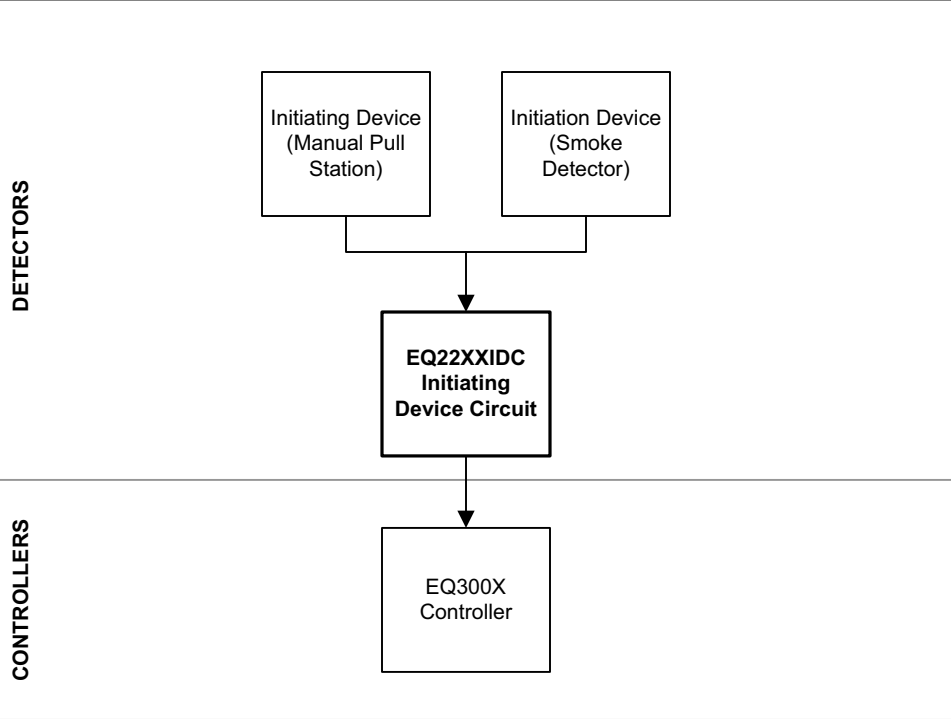 Initiating Device
(Manual Pull
Station)
Initiation Device
(Smoke
Detector)
DETECTORS
EQ22XXIDC
Initiating
Device Circuit
CONTROLLERS
EQ300X
Controller